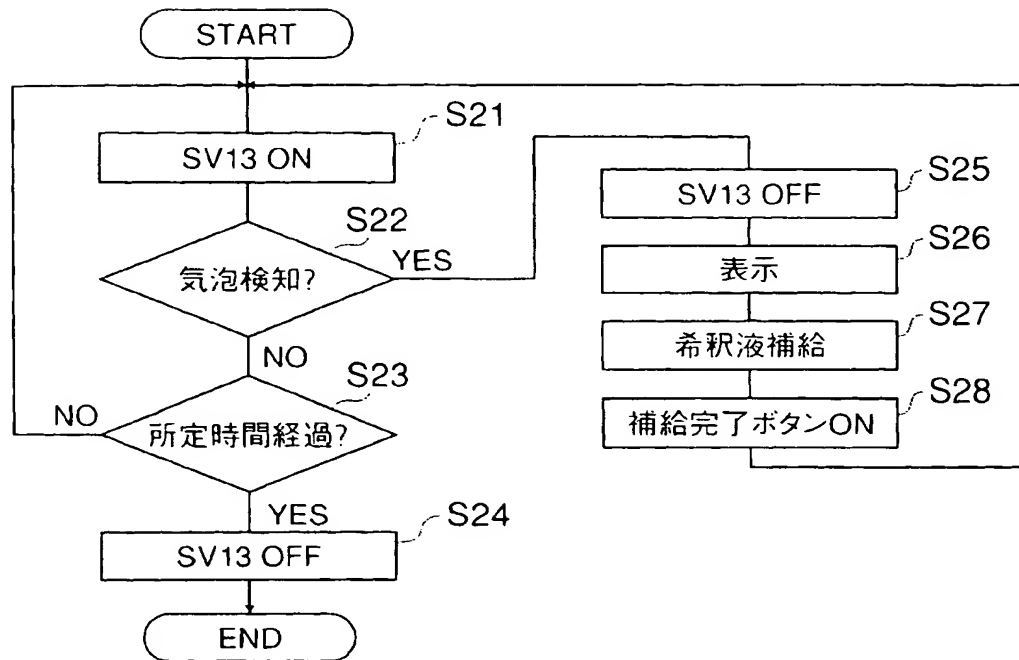 START
S21
SV13 ON
S22
気泡検知?
YES
NO
S23
NO
所定時間経過?
YES
S24
SV13 OFF
END
S25
SV13 OFF
S26
表示
S27
希釈液補給
S28
補給完了ボタンON